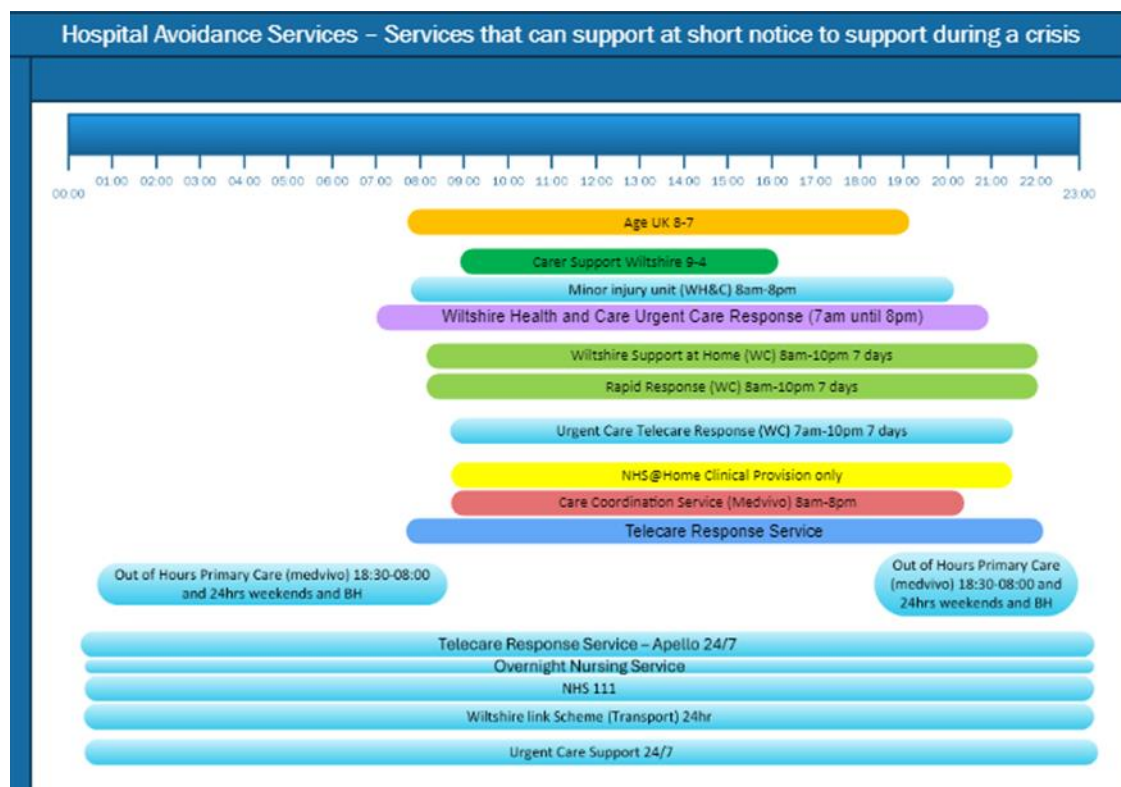 Hospital Avoidance Services – Services that can support at short notice to support during a crisis
00:00 01:00 02:00 03:00 04:00 05:00 06:00 07:00 08:00 09:00 10:00 11:00 12:00 13:00 14:00 15:00 16:00 17:00 18:00 19:00 20:00 21:00 22:00 23:00
Age UK 8-7
Carer Support Wiltshire 9-4
Minor injury unit (WH&C) 8am-8pm
Wiltshire Health and Care Urgent Care Response (7am until 8pm)
Wiltshire Support at Home (WC) 8am-10pm 7 days
Rapid Response (WC) 8am-10pm 7 days
Urgent Care Telecare Response (WC) 7am-10pm 7 days
NHS@Home Clinical Provision only
Care Coordination Service (Medvivo) 8am-8pm
Telecare Response Service
Out of Hours Primary Care (medvivo) 18:30-08:00
and 24hrs weekends and BH
Out of Hours Primary Care
(medvivo) 18:30-08:00 and
24hrs weekends and BH
Telecare Response Service – Apello 24/7
Overnight Nursing Service
NHS 111
Wiltshire link Scheme (Transport) 24hr
Urgent Care Support 24/7